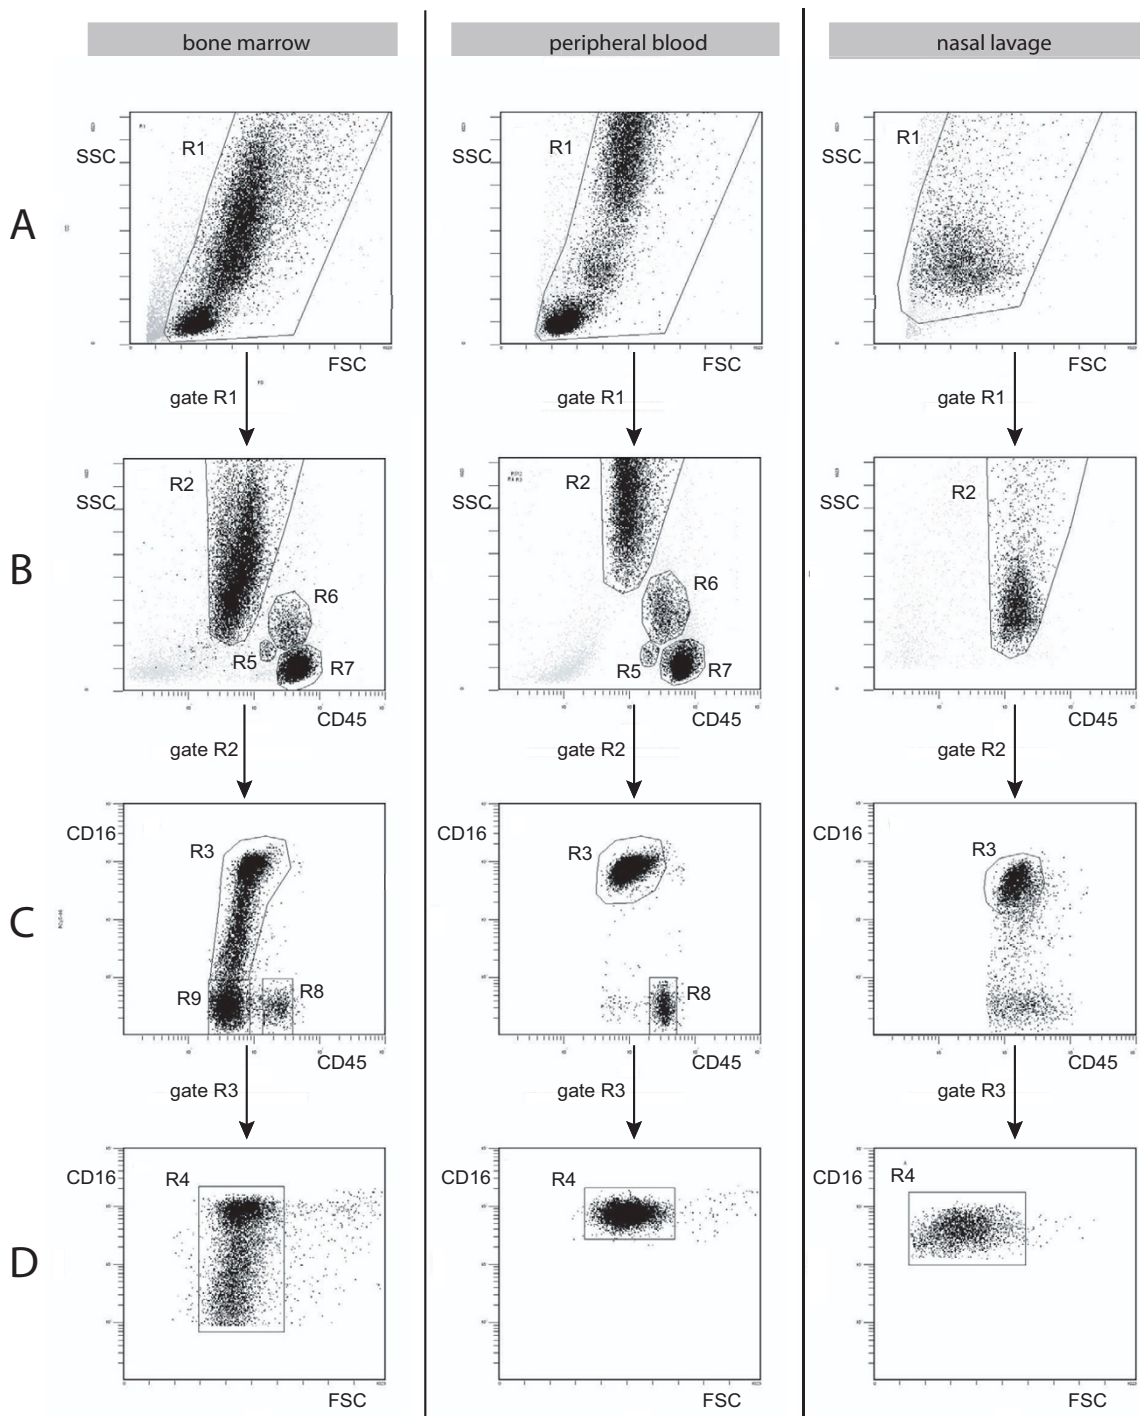 bone marrow
peripheral blood
nasal lavage
A
SSC
R1
FSC
SSC
R1
FSC
SSC
R1
FSC
gate R1
gate R1
gate R1
B
SSC
R2
R6
R5
R7
CD45
SSC
R2
R6
R5
R7
CD45
SSC
R2
CD45
gate R2
gate R2
gate R2
C
CD16
R3
R9
R8
CD45
CD16
R3
R8
CD45
CD16
R3
CD45
gate R3
gate R3
gate R3
D
CD16
R4
FSC
CD16
R4
FSC
CD16
R4
FSC